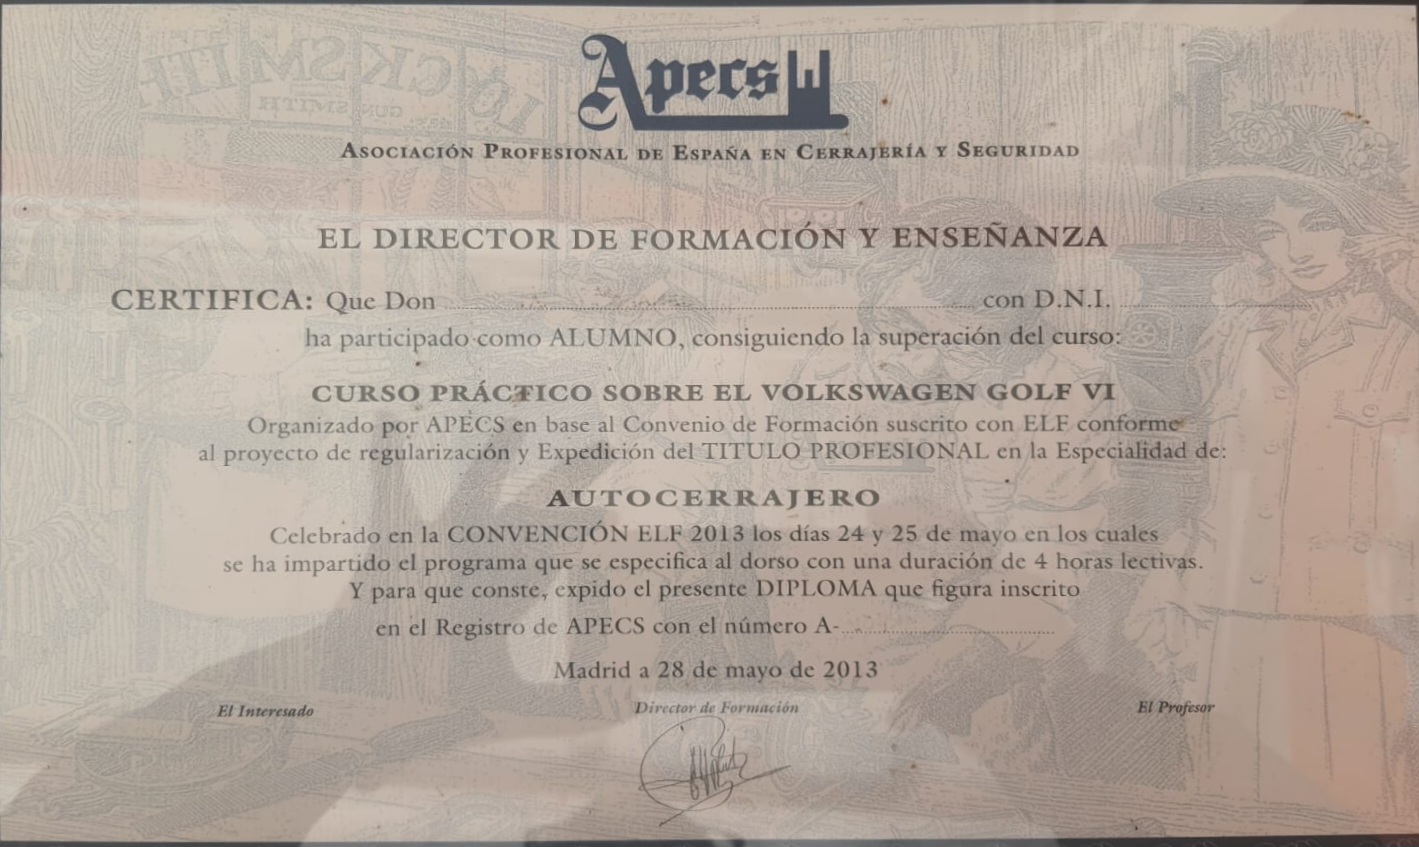 LOCKSMITH
GUNSMITH
Apecs
ASOCIACIÓN PROFESIONAL DE ESPAÑA EN CERRAJERÍA Y SEGURIDAD
EL DIRECTOR DE FORMACIÓN Y ENSEÑANZA
CERTIFICA: Que Don con D.N.I.
ha participado como ALUMNO, consiguiendo la superación del curso:
CURSO PRÁCTICO SOBRE EL VOLKSWAGEN GOLF VI
Organizado por APECS en base al Convenio de Formación suscrito con ELF conforme
al proyecto de regularización y Expedición del TITULO PROFESIONAL en la Especialidad de:
AUTOCERRAJERO
Celebrado en la CONVENCIÓN ELF 2013 los días 24 y 25 de mayo en los cuales
se ha impartido el programa que se especifica al dorso con una duración de 4 horas lectivas.
Y para que conste, expido el presente DIPLOMA que figura inscrito
en el Registro de APECS con el número A-
Madrid a 28 de mayo de 2013
El Interesado Director de Formación El Profesor